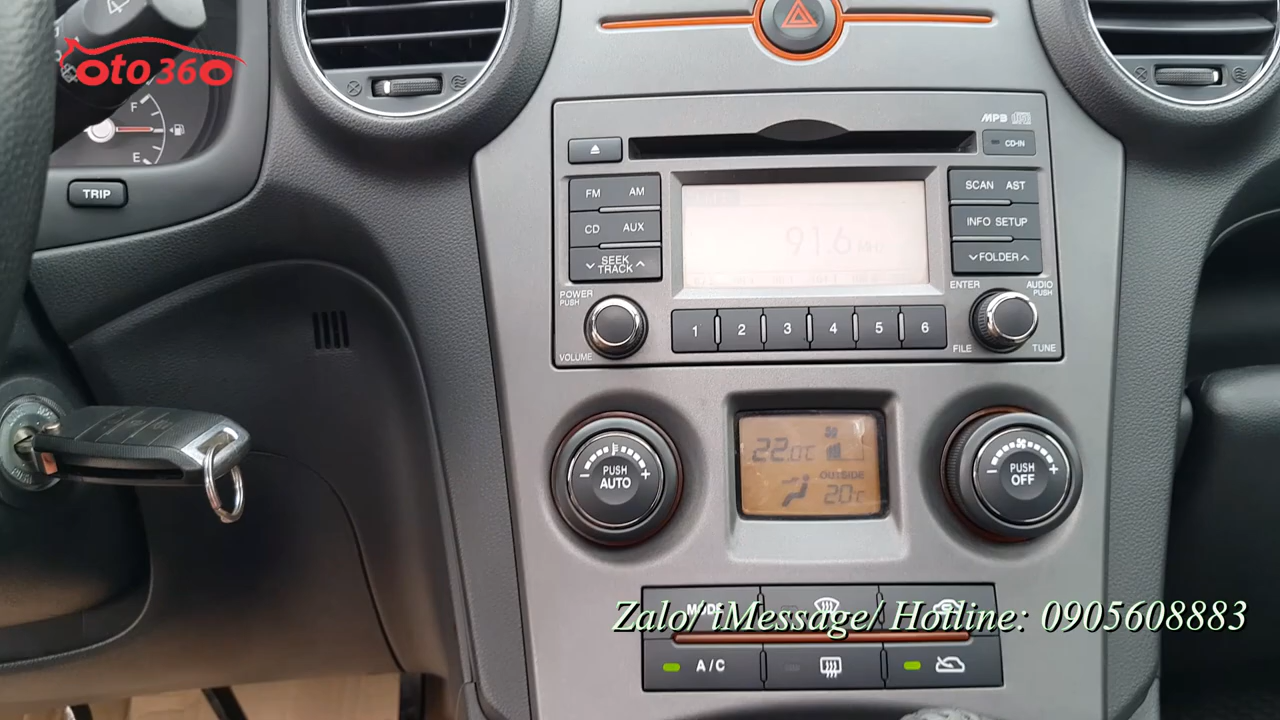 oto360
F
E
TRIP
MP3
CD-IN
FM AM
CD AUX
SEEK
TRACK
SCAN AST
INFO SETUP
FOLDER
91.6 MHz
POWER
PUSH
VOLUME
1 2 3 4 5 6
ENTER
AUDIO
PUSH
FILE
TUNE
PUSH
AUTO
22.0°C
OUTSIDE
20°C
PUSH
OFF
MODE
Zalo/ iMessage/ Hotline: 0905608883
A/C